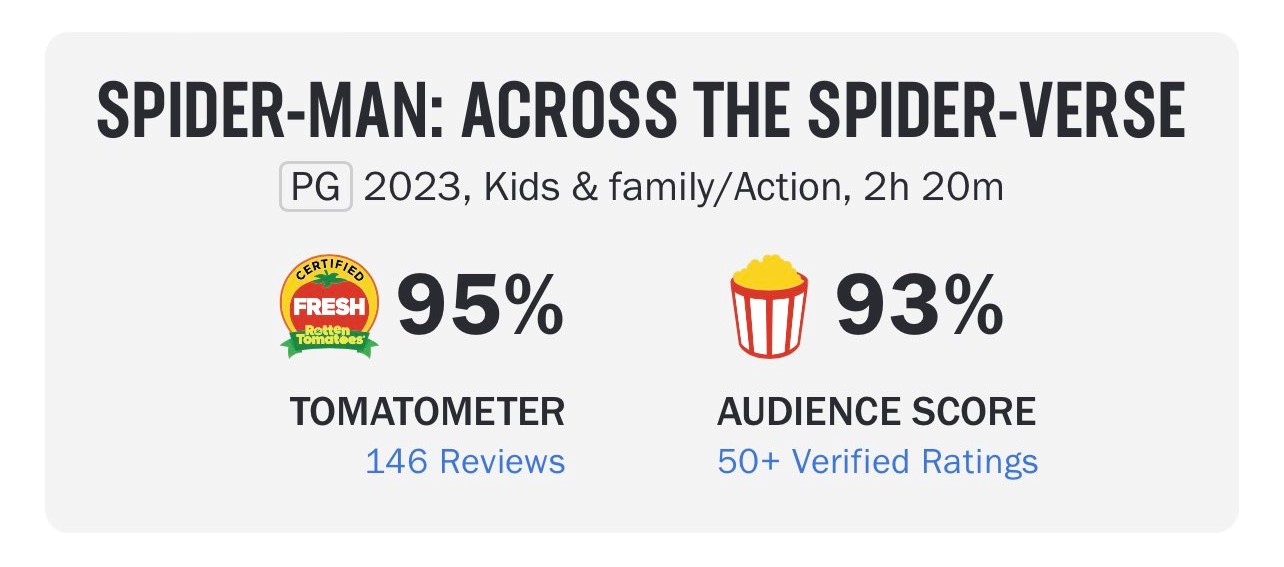 SPIDER-MAN: ACROSS THE SPIDER-VERSE
PG 2023, Kids & family/Action, 2h 20m
CERTIFIED
FRESH
Rotten
Tomatoes
95%
93%
TOMATOMETER
AUDIENCE SCORE
146 Reviews
50+ Verified Ratings